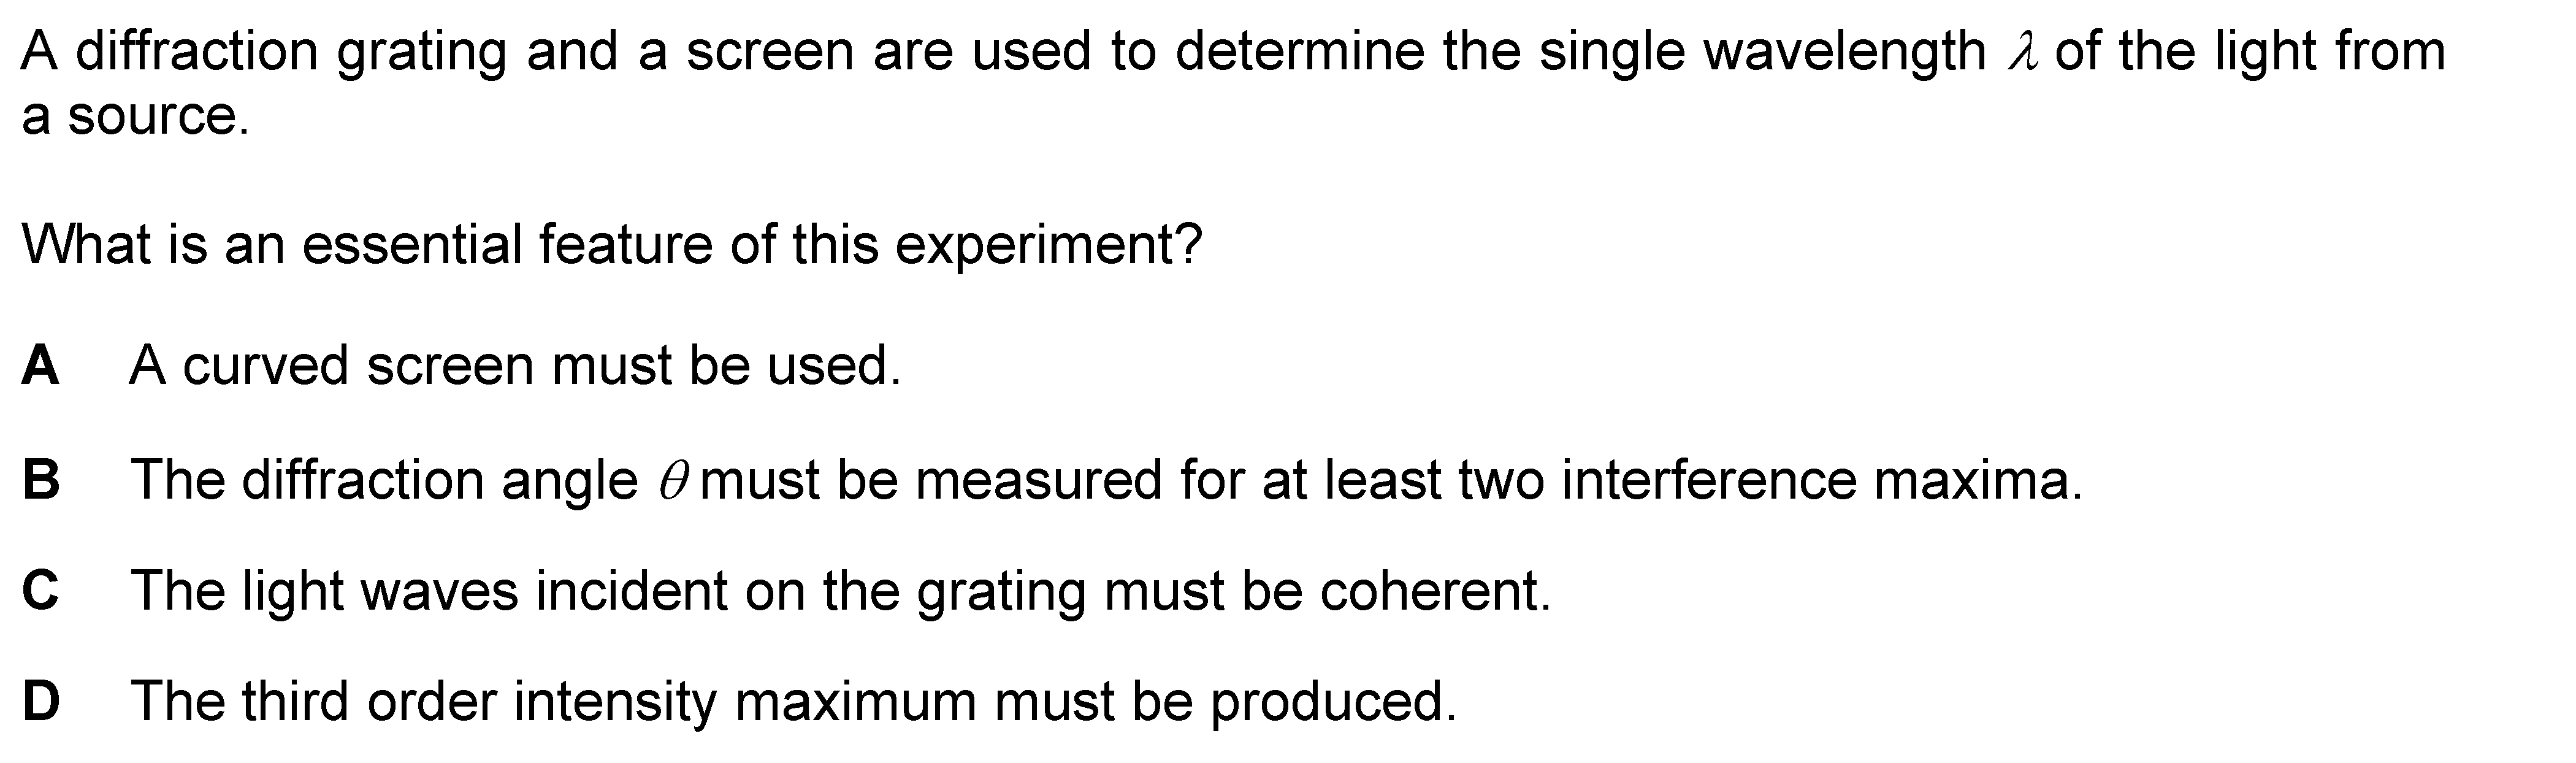 A diffraction grating and a screen are used to determine the single wavelength λ of the light from
a source.
What is an essential feature of this experiment?
A A curved screen must be used.
B The diffraction angle θ must be measured for at least two interference maxima.
C The light waves incident on the grating must be coherent.
D The third order intensity maximum must be produced.